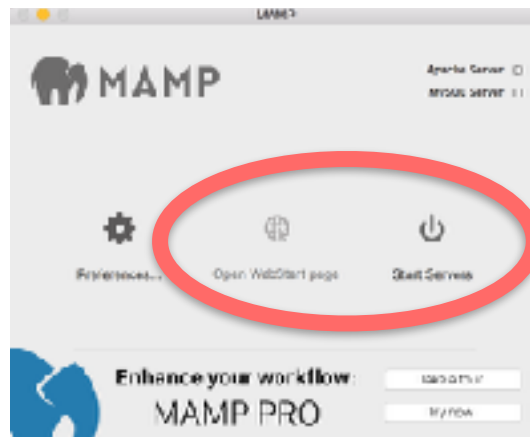 MAMP
MAMP
Apache Server
MySQL Server
Preferences...
Open WebStart page
Start Servers
Enhance your workflow:
MAMP PRO
Try now